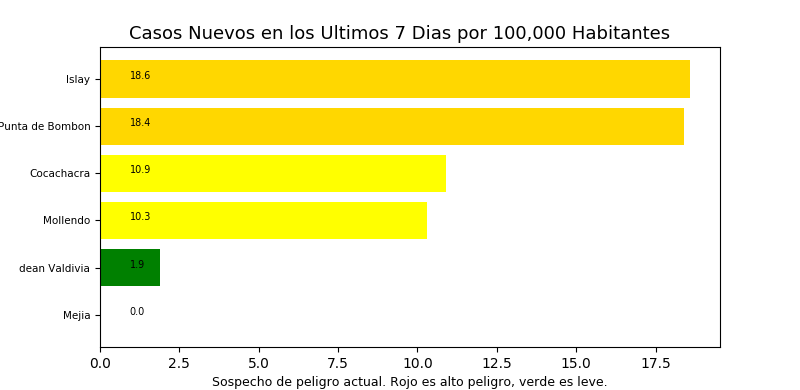 Casos Nuevos en los Ultimos 7 Dias por 100,000 Habitantes
Islay 18.6
Punta de Bombon 18.4
Cocachacra 10.9
Mollendo 10.3
dean Valdivia 1.9
Mejia 0.0
0.0 2.5 5.0 7.5 10.0 12.5 15.0 17.5
Sospecho de peligro actual. Rojo es alto peligro, verde es leve.